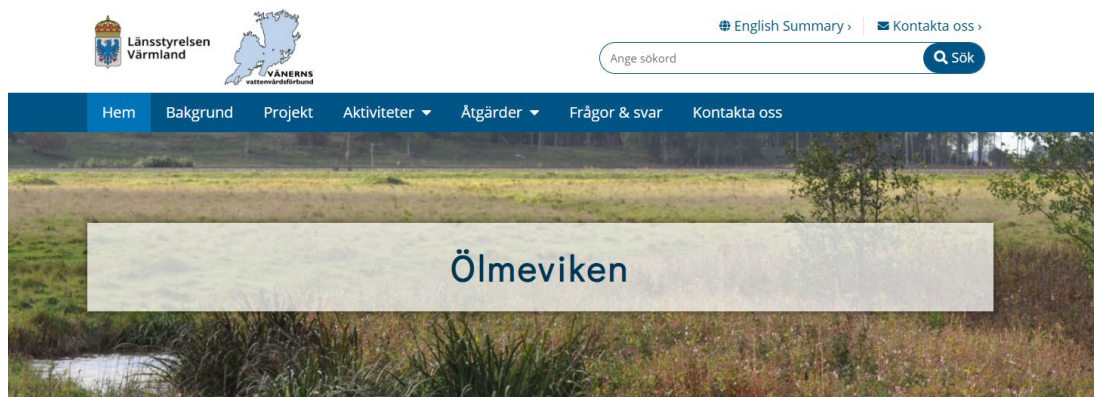 Länsstyrelsen
Värmland
VÄNERNS
vattenvårdsförbund
English Summary ›
Kontakta oss ›
Ange sökord
Sök
Hem Bakgrund Projekt Aktiviteter Åtgärder Frågor & svar Kontakta oss
Ölmeviken